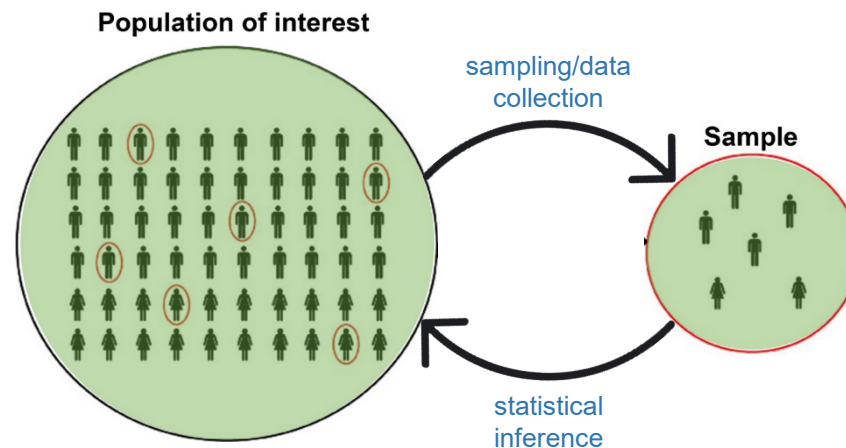 Population of interest
sampling/data
collection
Sample
statistical
inference